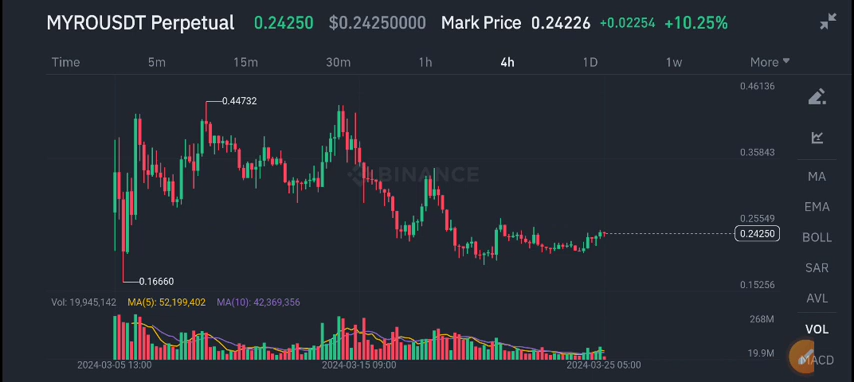 MYROUSDT Perpetual 0.24250 $0.24250000 Mark Price 0.24226 +0.02254 +10.25%
Time 5m 15m 30m 1h 4h 1D 1w More
0.46136
0.44732
0.35843
BINANCE
MA
EMA
0.25549
0.24250
BOLL
SAR
0.16660
0.15256
AVL
Vol: 19,945,142 MA(5): 52,199,402 MA(10): 42,369,356
268M
VOL
19.9M
MACD
2024-03-05 13:00 2024-03-15 09:00 2024-03-25 05:00